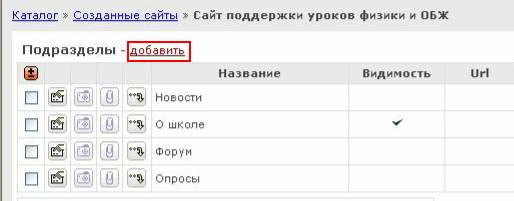 Каталог » Созданные сайты » Сайт поддержки уроков физики и ОБЖ
Подразделы - добавить
Название Видимость Url
Новости
О школе
Форум
Опросы